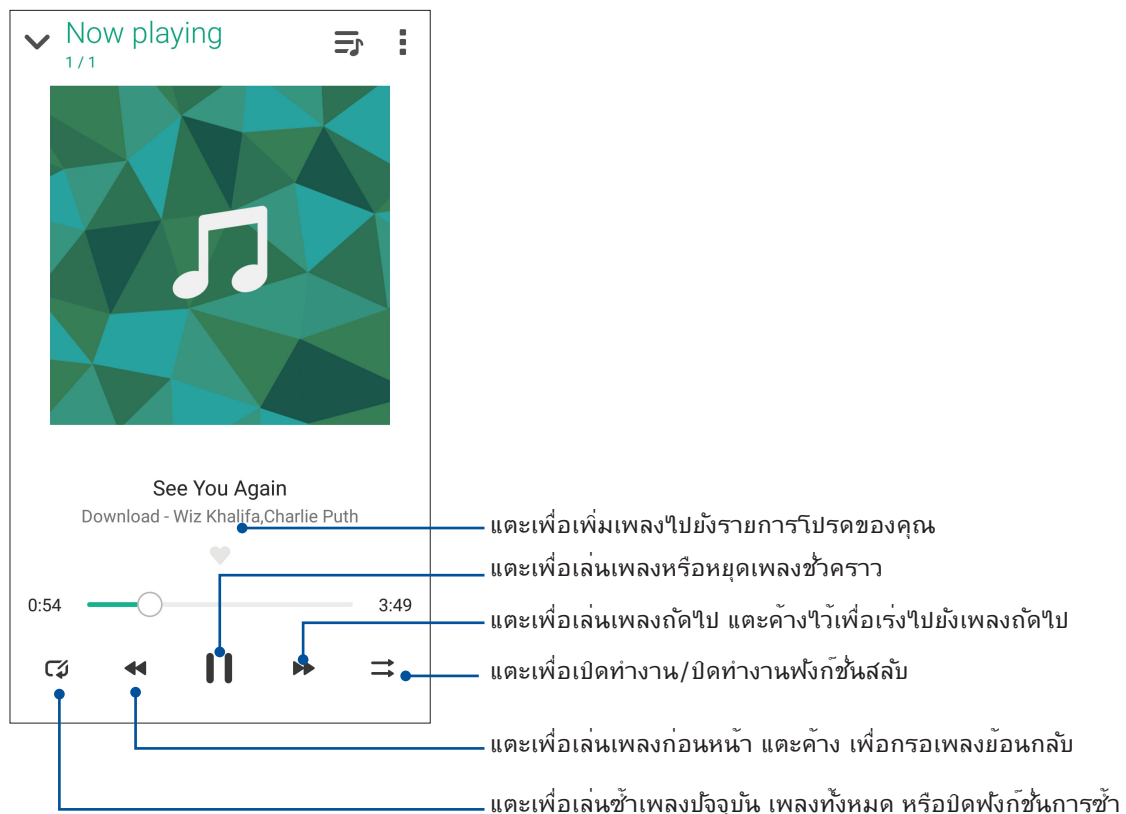 Now playing
1 / 1
See You Again
Download - Wiz Khalifa,Charlie Puth
แตะเพื่อเพิ่มเพลงไปยังรายการโปรดของคุณ
แตะเพื่อเล่นเพลงหรือหยุดเพลงชั่วคราว
0:54 3:49
แตะเพื่อเล่นเพลงถัดไป แตะค้างไว้เพื่อเร่งไปยังเพลงถัดไป
แตะเพื่อเปิดทำงาน/ปิดทำงานฟังก์ชั่นสลับ
แตะเพื่อเล่นเพลงก่อนหน้า แตะค้าง เพื่อกรอเพลงย้อนกลับ
แตะเพื่อเล่นซ้ำเพลงปัจจุบัน เพลงทั้งหมด หรือปิดฟังก์ชั่นการซ้ำ